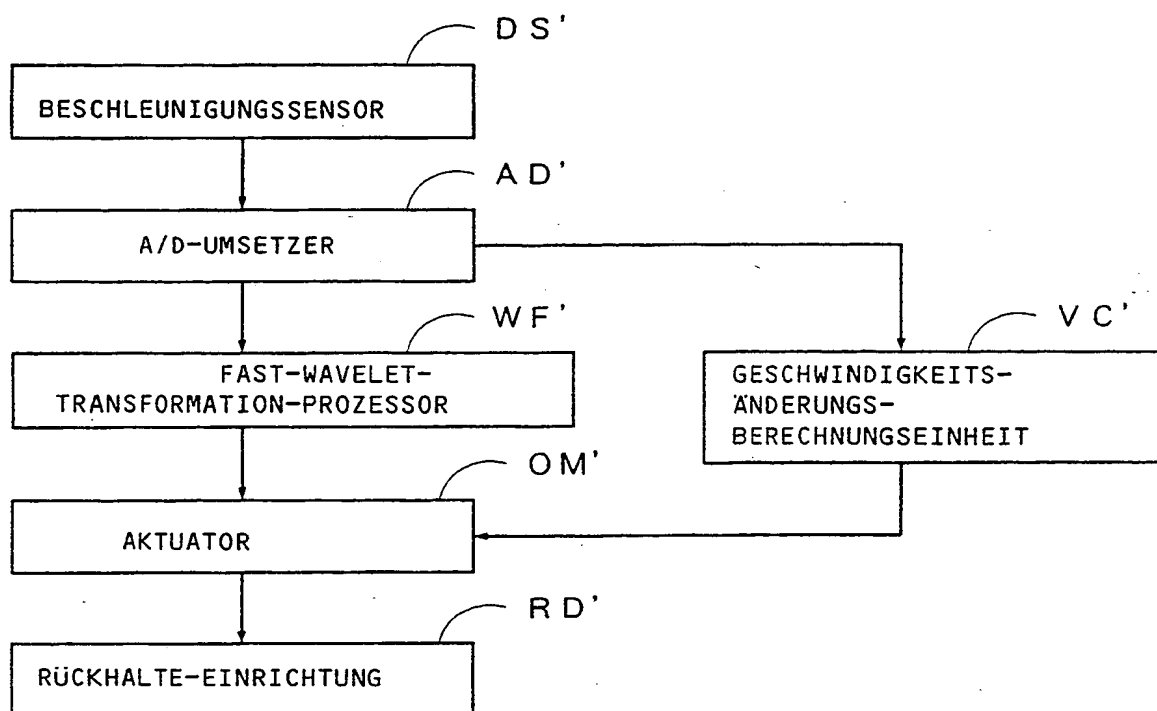 DS'
BESCHLEUNIGUNGSSENSOR
AD'
A/D-UMSETZER
WF'
FAST-WAVELET-
TRANSFORMATION-PROZESSOR
VC'
GESCHWINDIGKEITS-
ÄNDERUNGS-
BERECHNUNGSEINHEIT
OM'
AKTUATOR
RD'
RÜCKHALTE-EINRICHTUNG